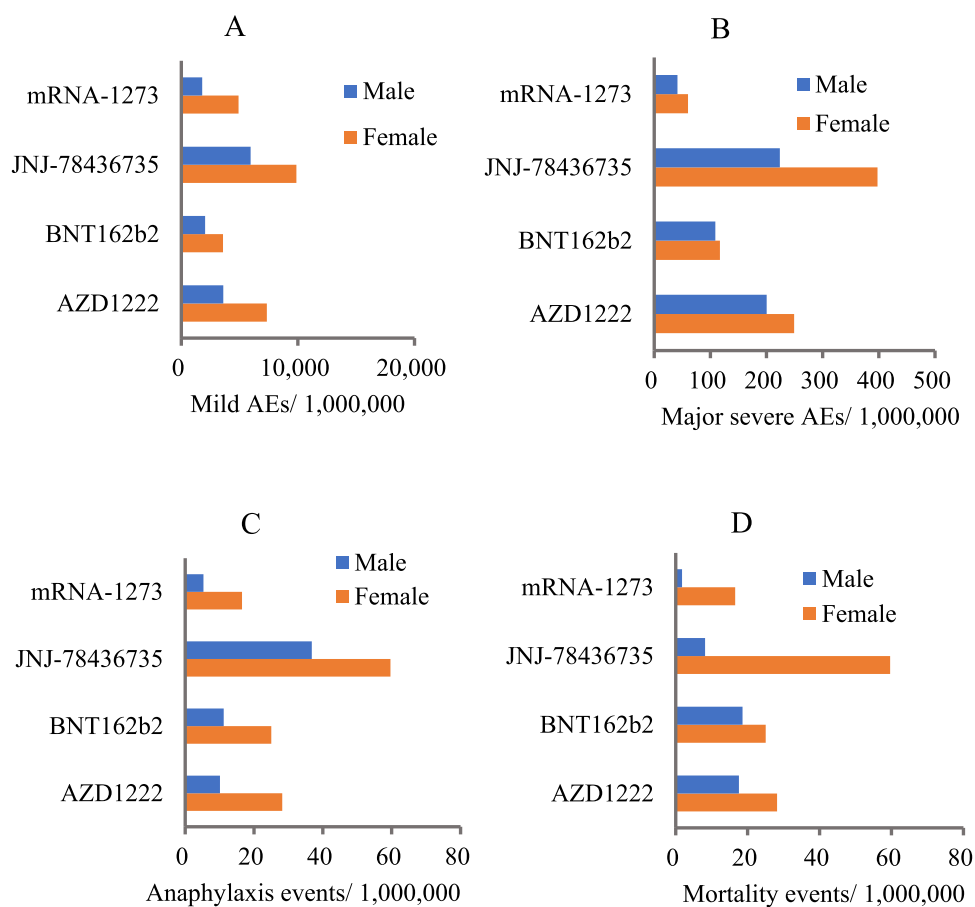 A
mRNA-1273
JNJ-78436735
BNT162b2
AZD1222
Male
Female
0 10,000 20,000
Mild AEs/ 1,000,000
B
mRNA-1273
JNJ-78436735
BNT162b2
AZD1222
Male
Female
0 100 200 300 400 500
Major severe AEs/ 1,000,000
C
mRNA-1273
JNJ-78436735
BNT162b2
AZD1222
Male
Female
0 20 40 60 80
Anaphylaxis events/ 1,000,000
D
mRNA-1273
JNJ-78436735
BNT162b2
AZD1222
Male
Female
0 20 40 60 80
Mortality events/ 1,000,000